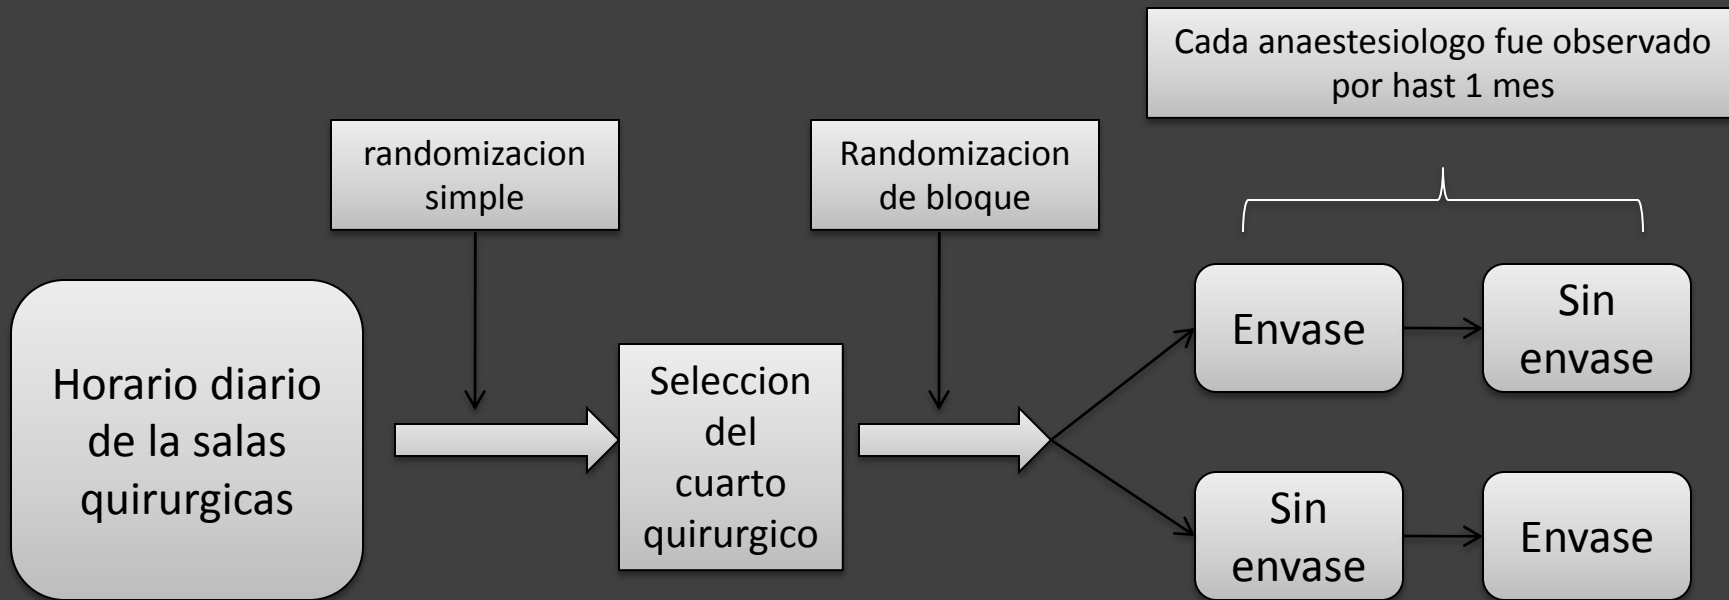 Cada anaestesiologo fue observado
por hast 1 mes
randomizacion
simple
Randomizacion
de bloque
Horario diario
de la salas
quirurgicas
Seleccion
del
cuarto
quirurgico
Envase
Sin
envase
Sin
envase
Envase